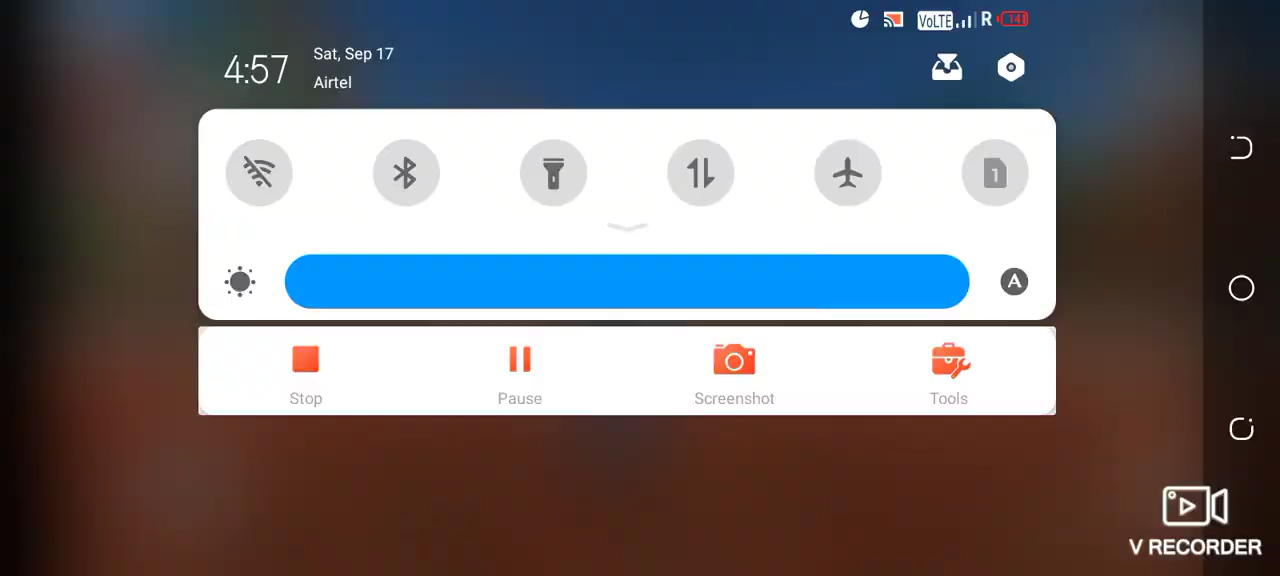 VoLTE R 14
4:57
Sat, Sep 17
Airtel
1
A
Stop Pause Screenshot Tools
V RECORDER